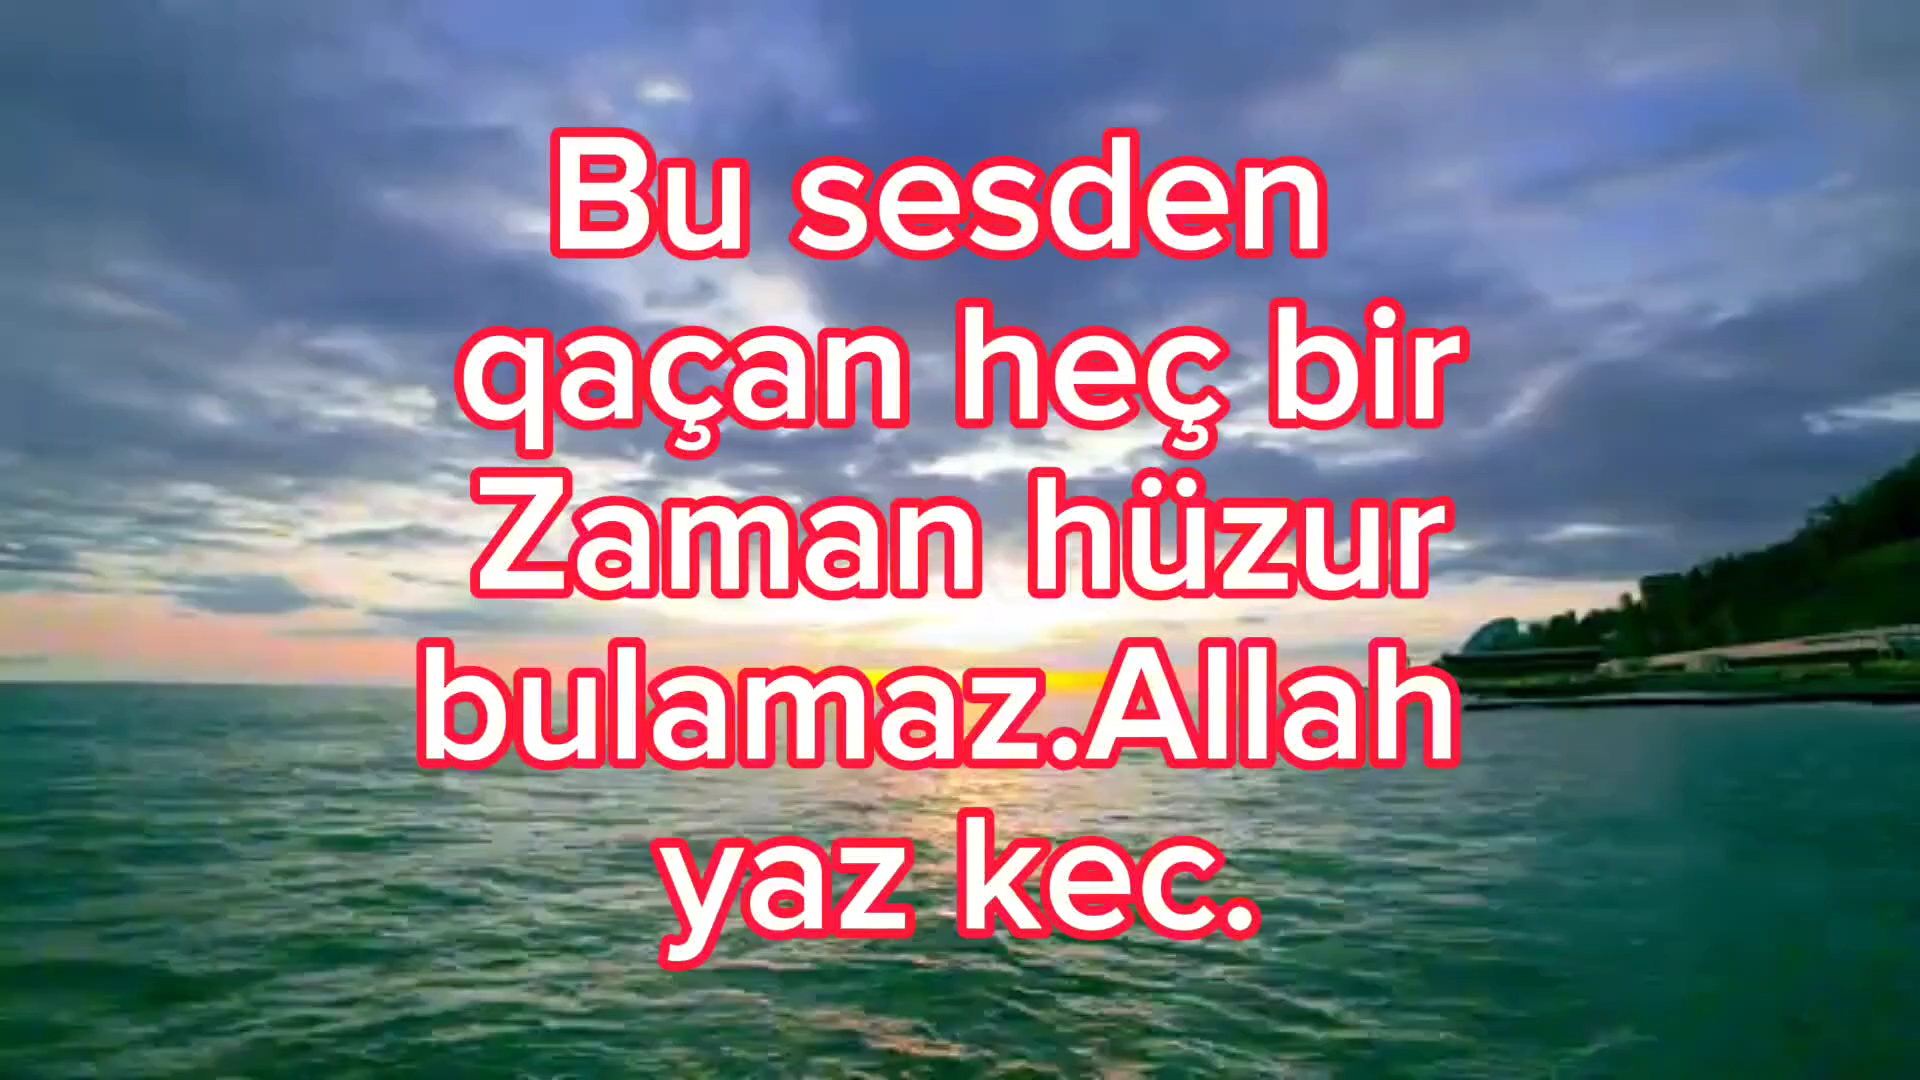 Bu sesden
qaçan heç bir
Zaman hüzur
bulamaz.Allah
yaz kec.